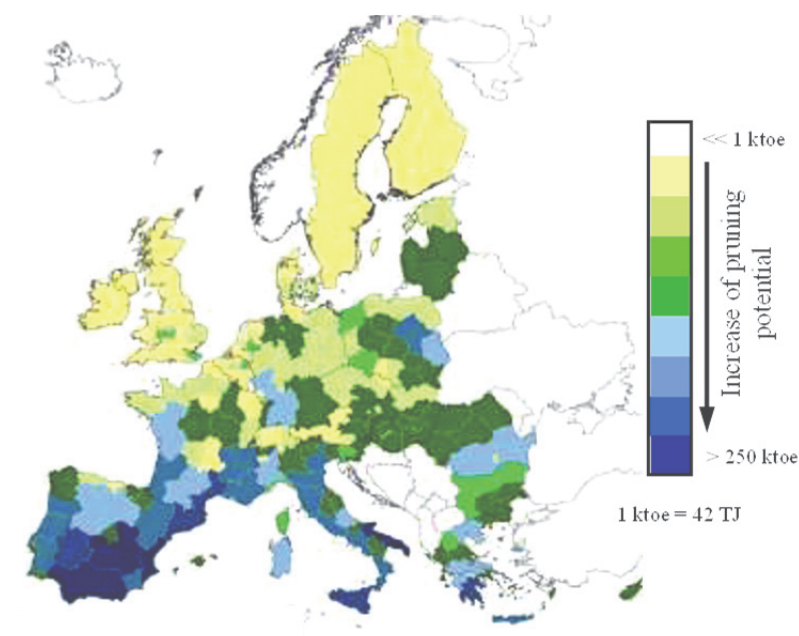 << 1 ktoe
Increase of pruning
potential
> 250 ktoe
1 ktoe = 42 TJ